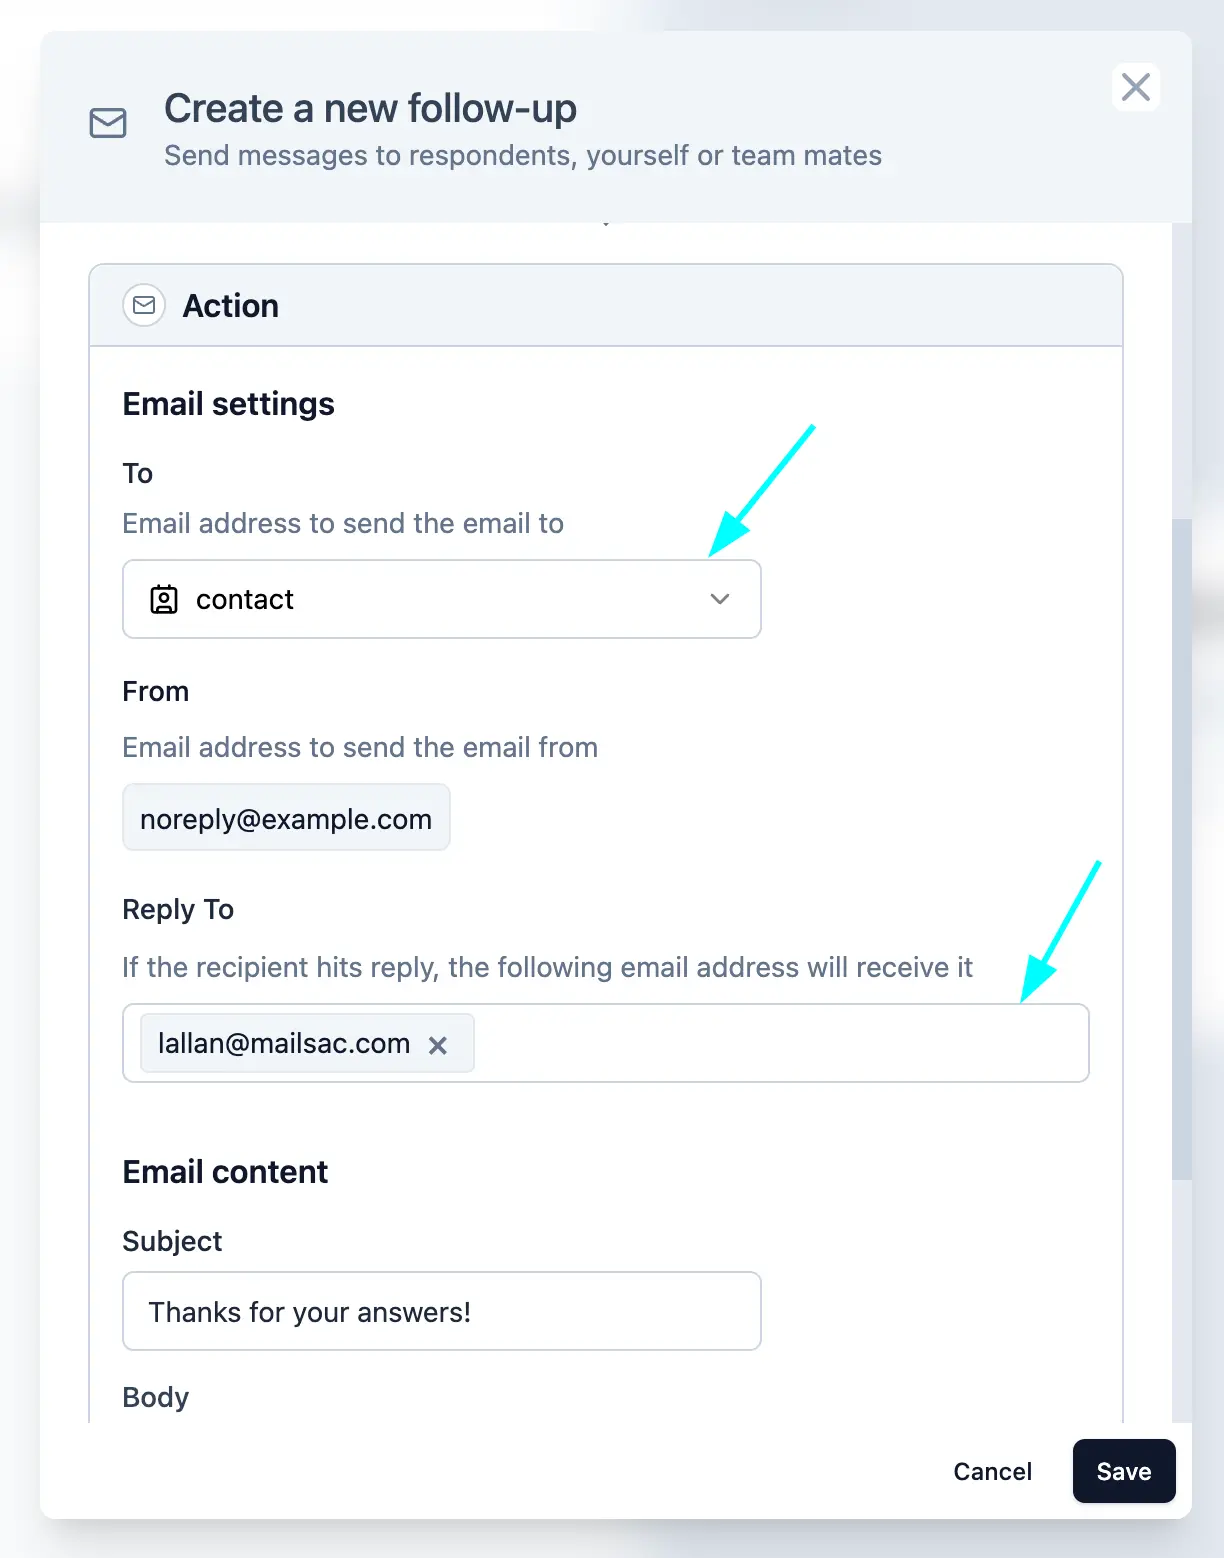 Create a new follow-up
Send messages to respondents, yourself or team mates
Action
Email settings
To
Email address to send the email to
contact
From
Email address to send the email from
noreply@example.com
Reply To
If the recipient hits reply, the following email address will receive it
lallan@mailsac.com
Email content
Subject
Thanks for your answers!
Body
Cancel
Save